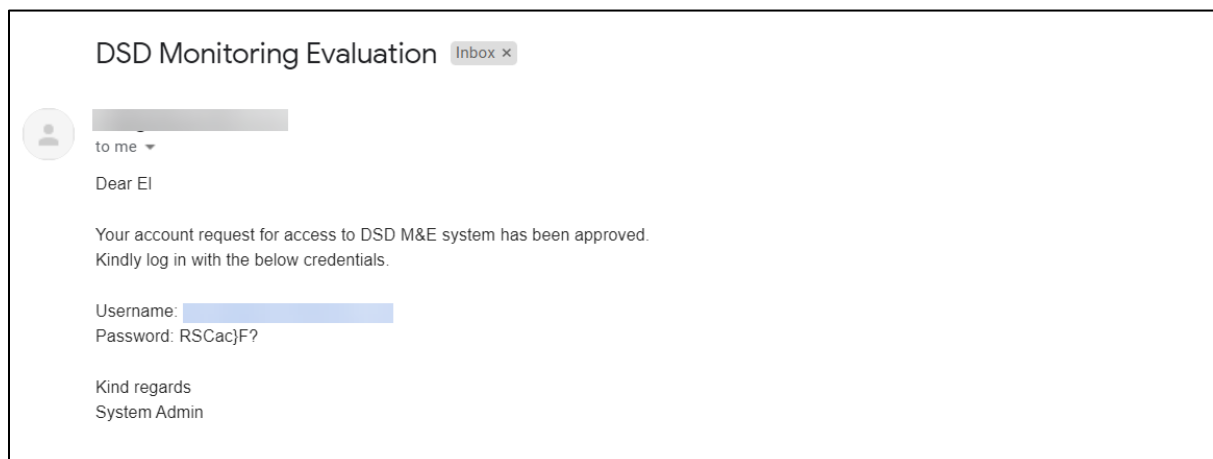 DSD Monitoring Evaluation Inbox ×
to me
Dear El
Your account request for access to DSD M&E system has been approved.
Kindly log in with the below credentials.
Username:
Password: RSCac}F?
Kind regards
System Admin